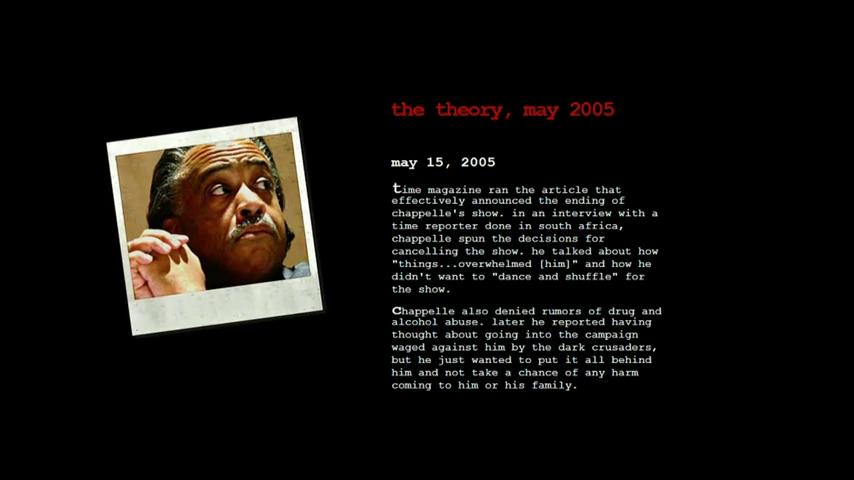 the theory, may 2005
may 15, 2005
time magazine ran the article that
effectively announced the ending of
chappelle's show. in an interview with a
time reporter done in south africa,
chappelle spun the decisions for
cancelling the show. he talked about how
"things...overwhelmed [him]" and how he
didn't want to "dance and shuffle" for
the show.
Chappelle also denied rumors of drug and
alcohol abuse. later he reported having
thought about going into the campaign
waged against him by the dark crusaders,
but he just wanted to put it all behind
him and not take a chance of any harm
coming to him or his family.